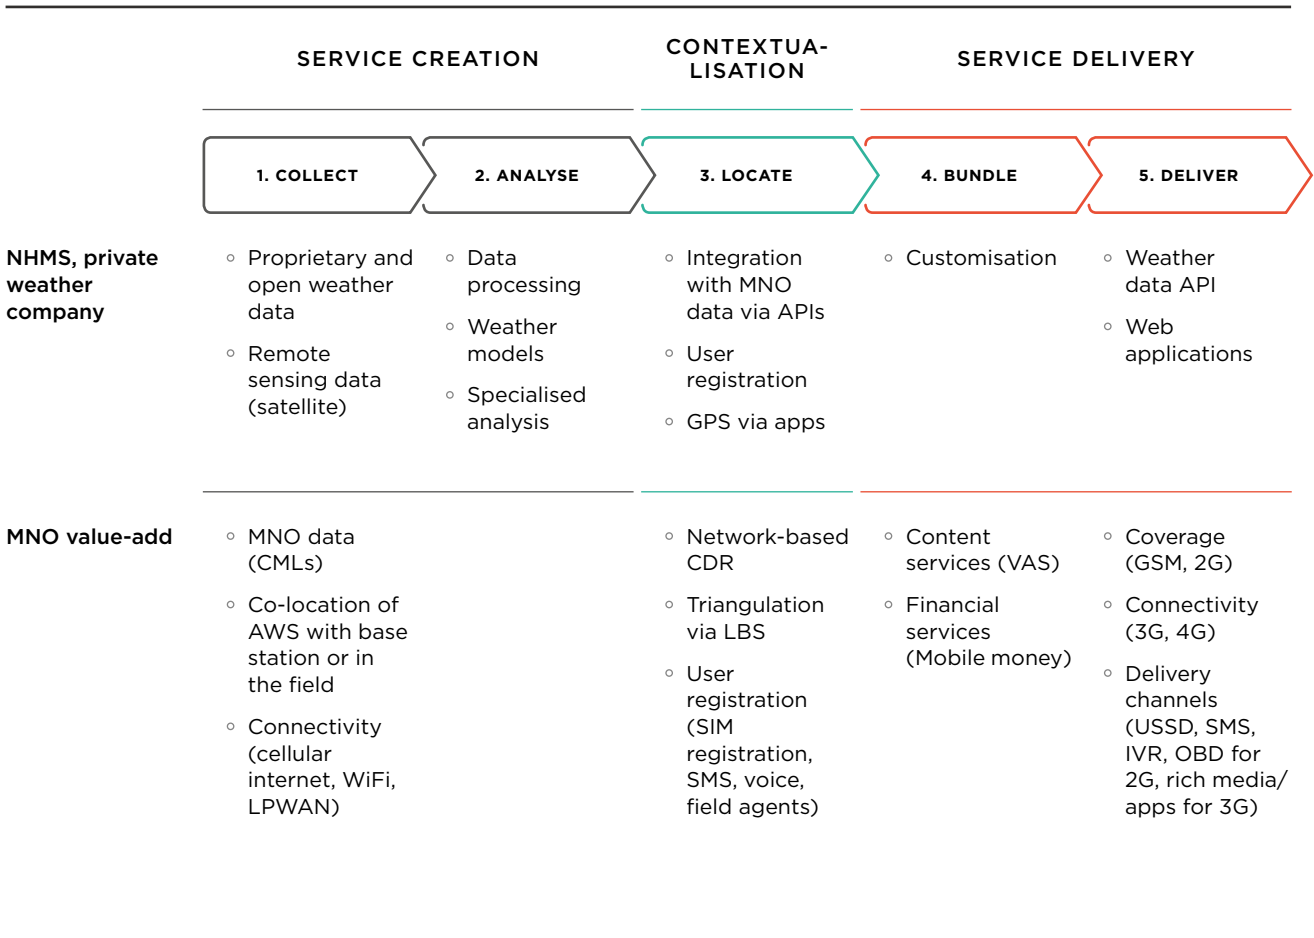 SERVICE CREATION
CONTEXTUA-
LISATION
SERVICE DELIVERY
1. COLLECT
2. ANALYSE
3. LOCATE
4. BUNDLE
5. DELIVER
NHMS, private
weather
company
Proprietary and
open weather
data
Remote
sensing data
(satellite)
Data
processing
Weather
models
Specialised
analysis
Integration
with MNO
data via APIs
User
registration
GPS via apps
Customisation
Weather
data API
Web
applications
MNO value-add
MNO data
(CMLs)
Co-location of
AWS with base
station or in
the field
Connectivity
(cellular
internet, WiFi,
LPWAN)
Network-based
CDR
Triangulation
via LBS
User
registration
(SIM
registration,
SMS, voice,
field agents)
Content
services (VAS)
Financial
services
(Mobile money)
Coverage
(GSM, 2G)
Connectivity
(3G, 4G)
Delivery
channels
(USSD, SMS,
IVR, OBD for
2G, rich media/
apps for 3G)